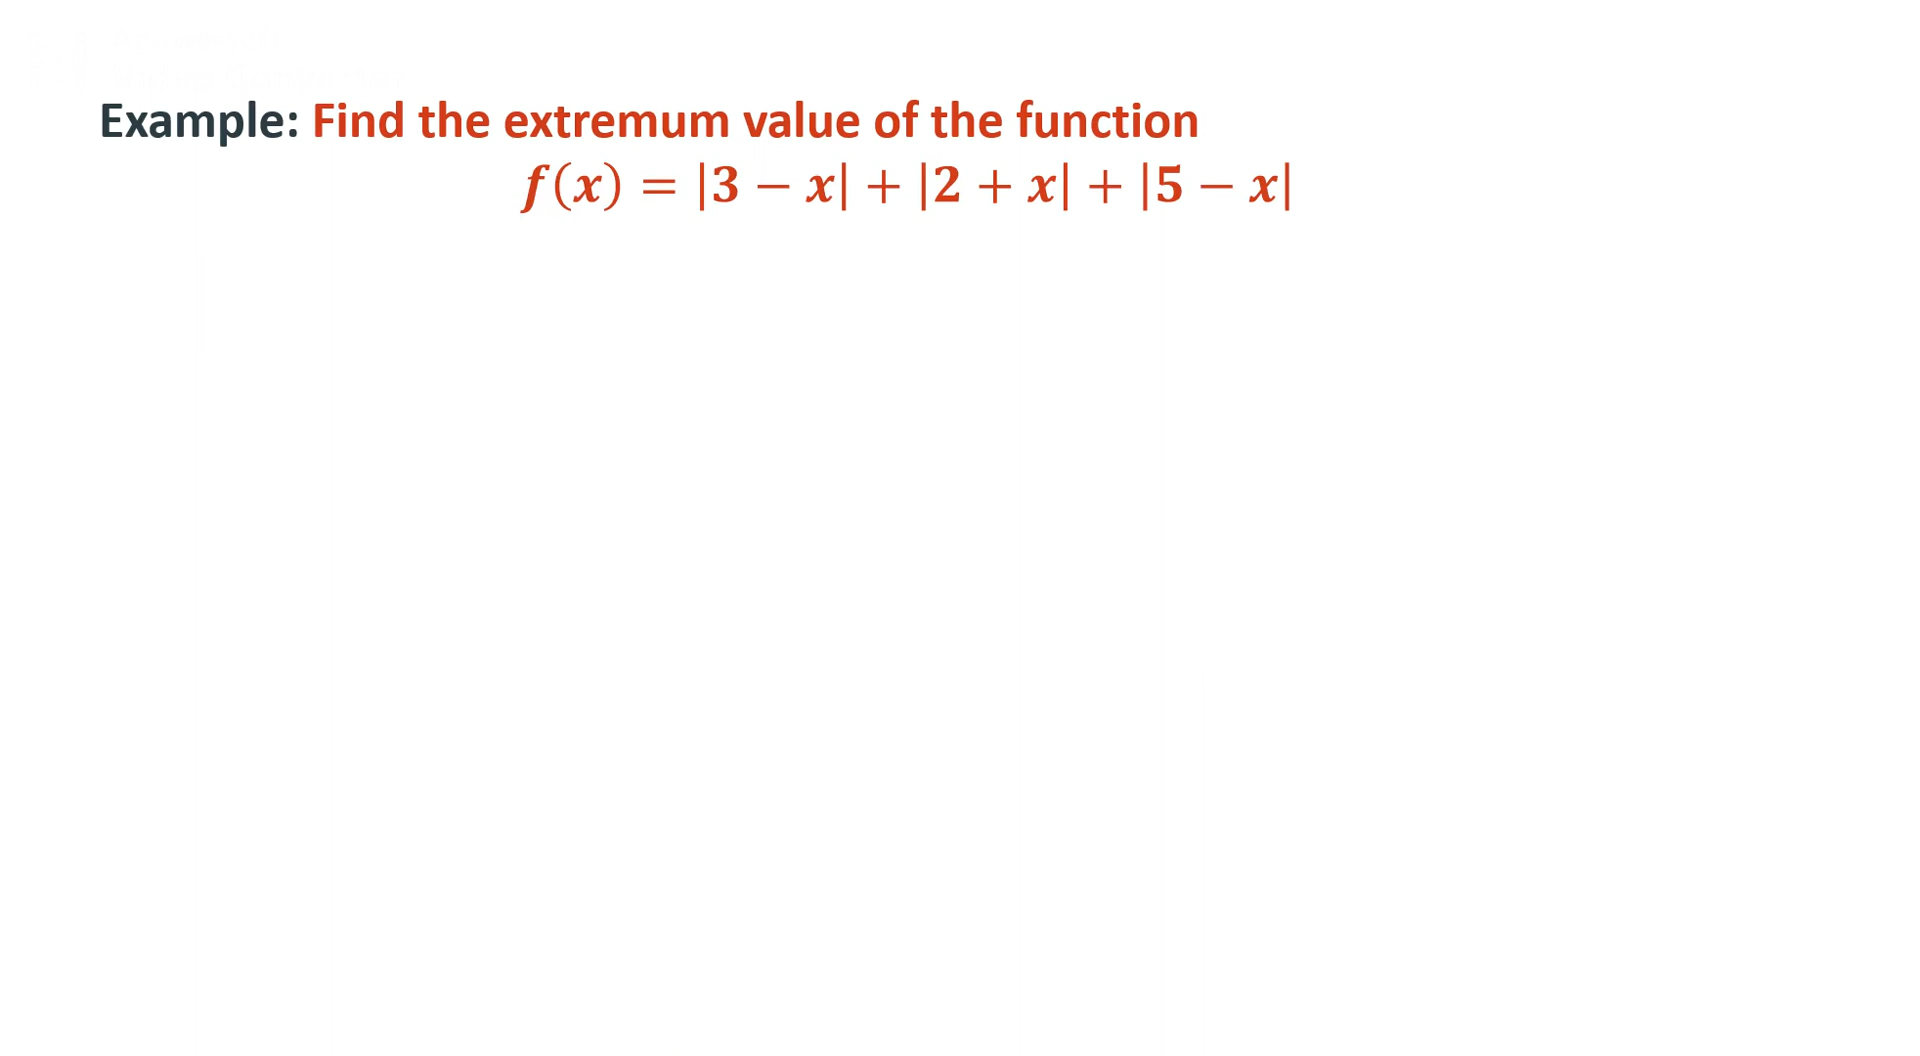 Example: Find the extremum value of the function
f(x) = |3 − x| + |2 + x| + |5 − x|